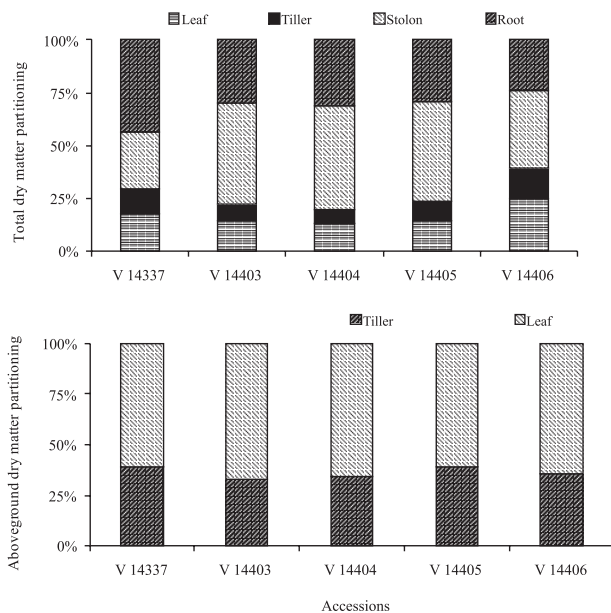 Leaf Tiller Stolon Root
Total dry matter partitioning
100%
75%
50%
25%
0%
V 14337 V 14403 V 14404 V 14405 V 14406
Tiller Leaf
Aboveground dry matter partitioning
100%
75%
50%
25%
0%
V 14337 V 14403 V 14404 V 14405 V 14406
Accessions